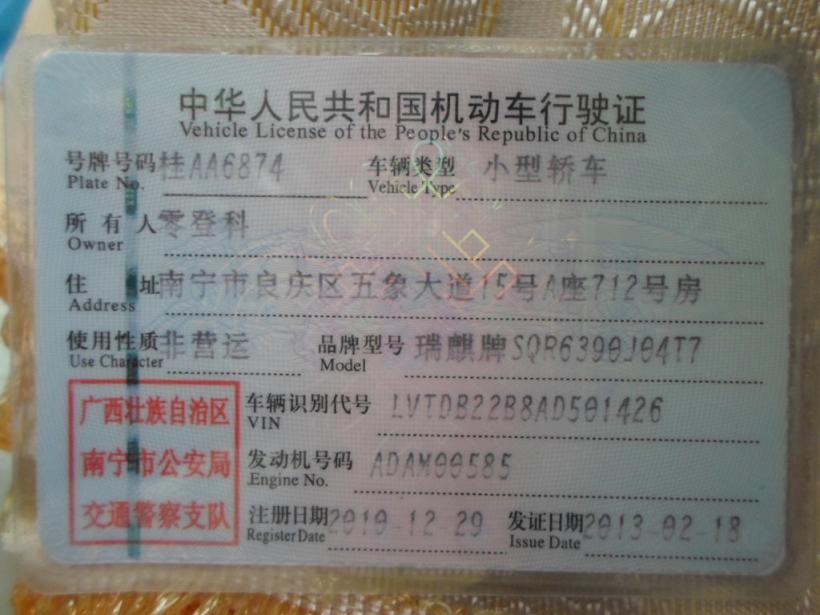 中华人民共和国机动车行驶证
Vehicle License of the People's Republic of China
号牌号码 桂AA6874 车辆类型 小型轿车
Plate No. Vehicle Type
所有人 零登科
Owner
住址 南宁市良庆区五象大道15号A座712号房
Address
使用性质 非营运 品牌型号 瑞麒牌SQR6390J04T7
Use Character Model
广西壮族自治区
南宁市公安局
交通警察支队
车辆识别代号 LVTDB22B8AD501426
VIN
发动机号码 ADAM00585
Engine No.
注册日期 2010-12-29 发证日期 2013-02-18
Register Date Issue Date